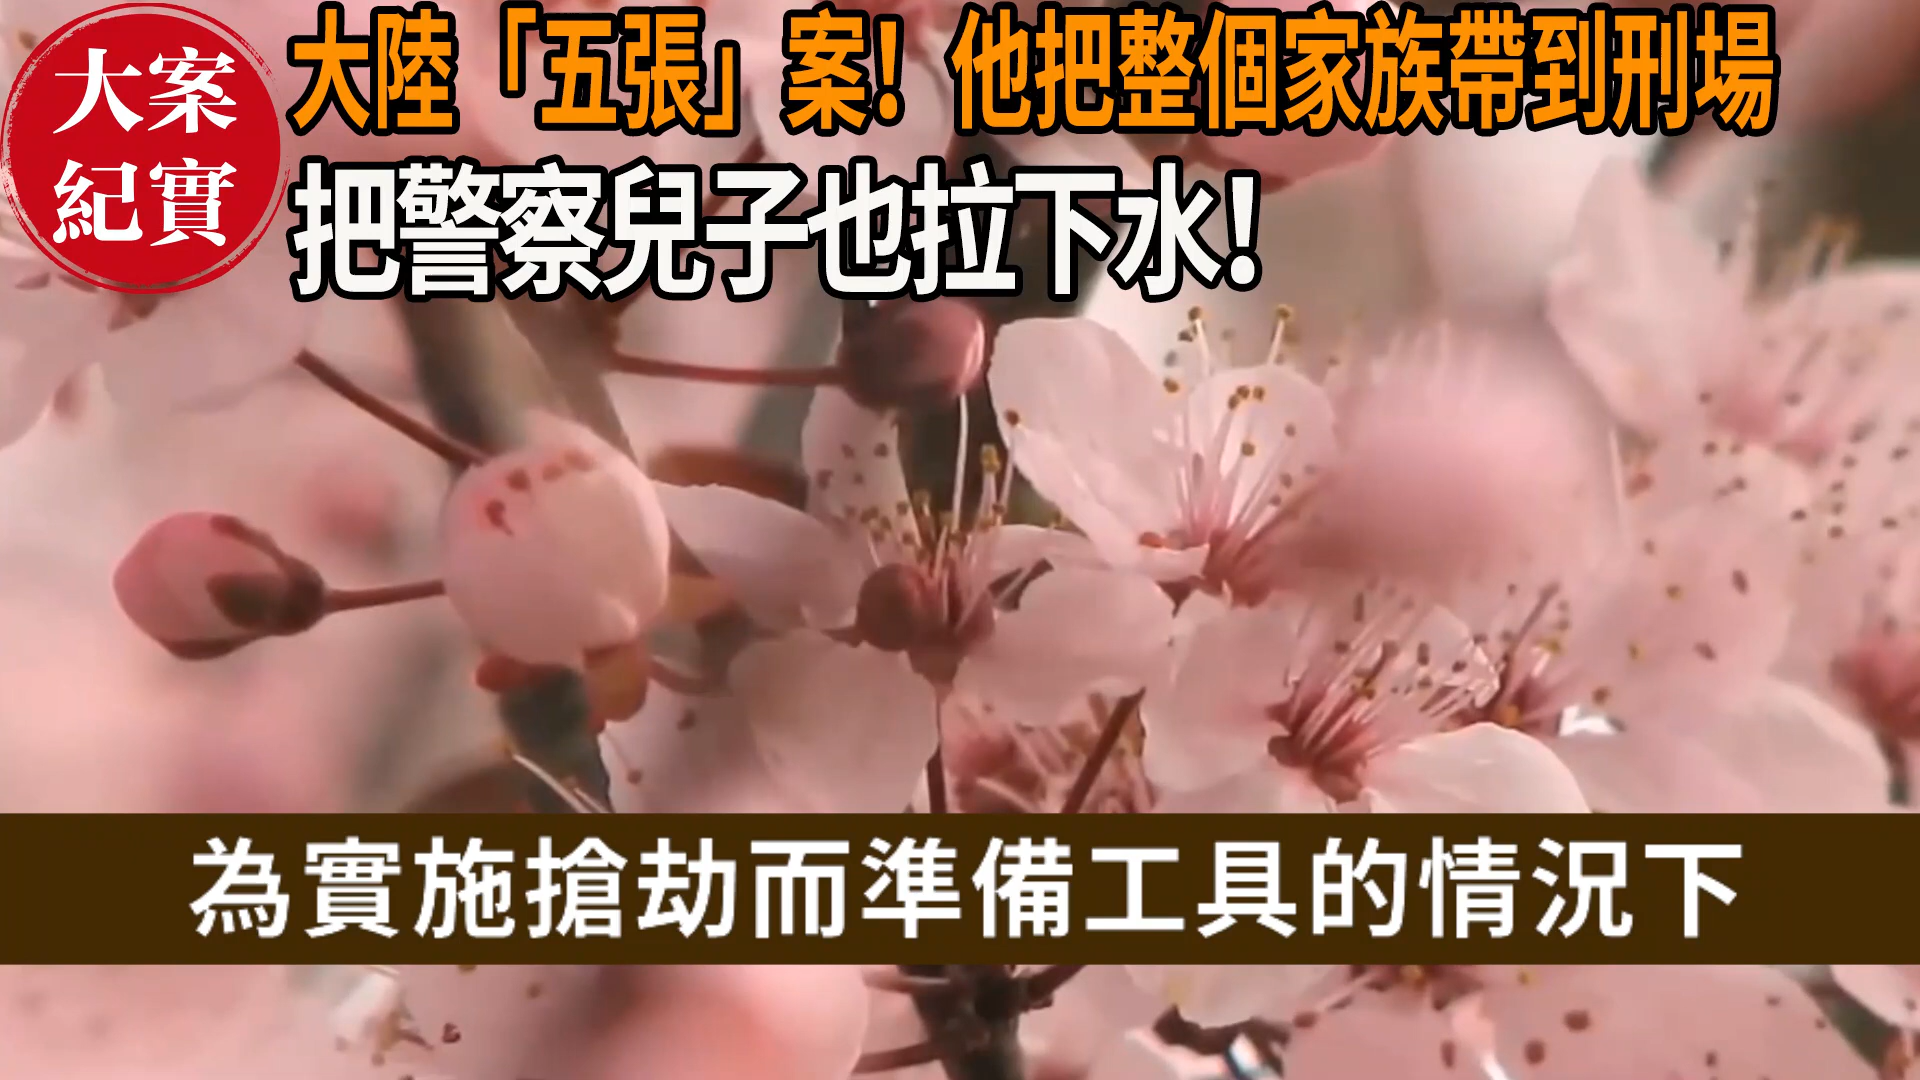 大案
紀實
大陸「五張」案！他把整個家族帶到刑場
把警察兒子也拉下水！
為實施搶劫而準備工具的情況下